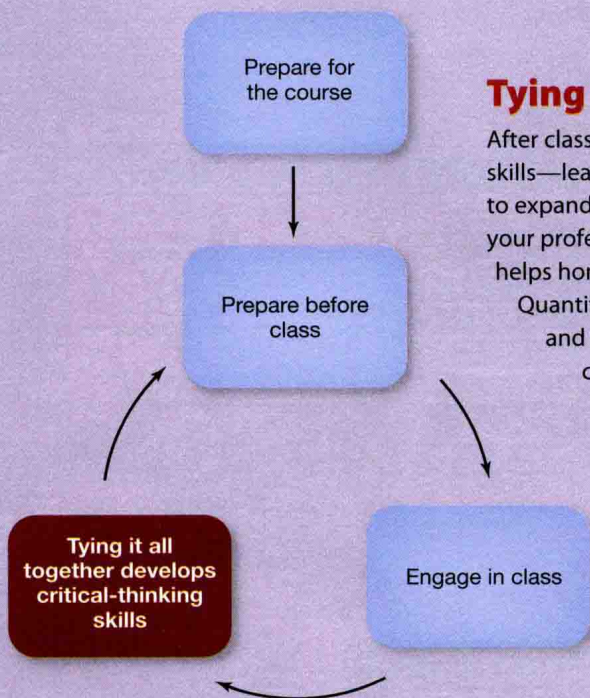 Prepare for
the course
Tying
After class
skills—lea
to expand
your profe
helps hor
Quantit
and
Prepare before
class
Engage in class
Tying it all
together develops
critical-thinking
skills